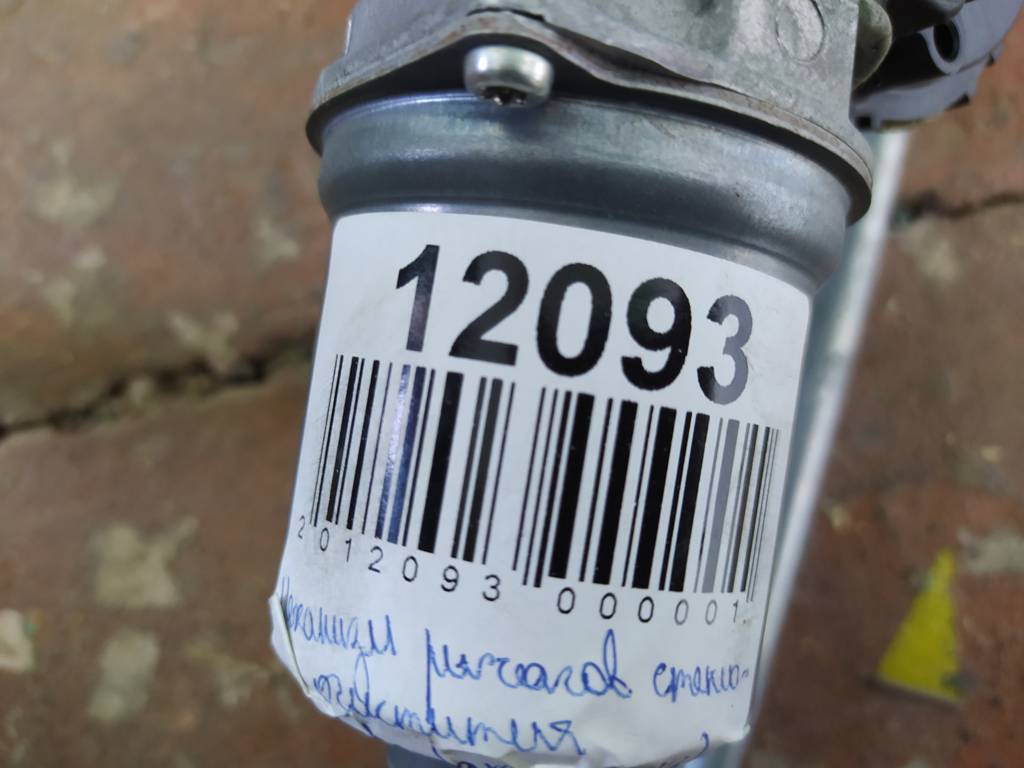 12093
2012093 000001
Механизм рычагов стекло-
очистителя